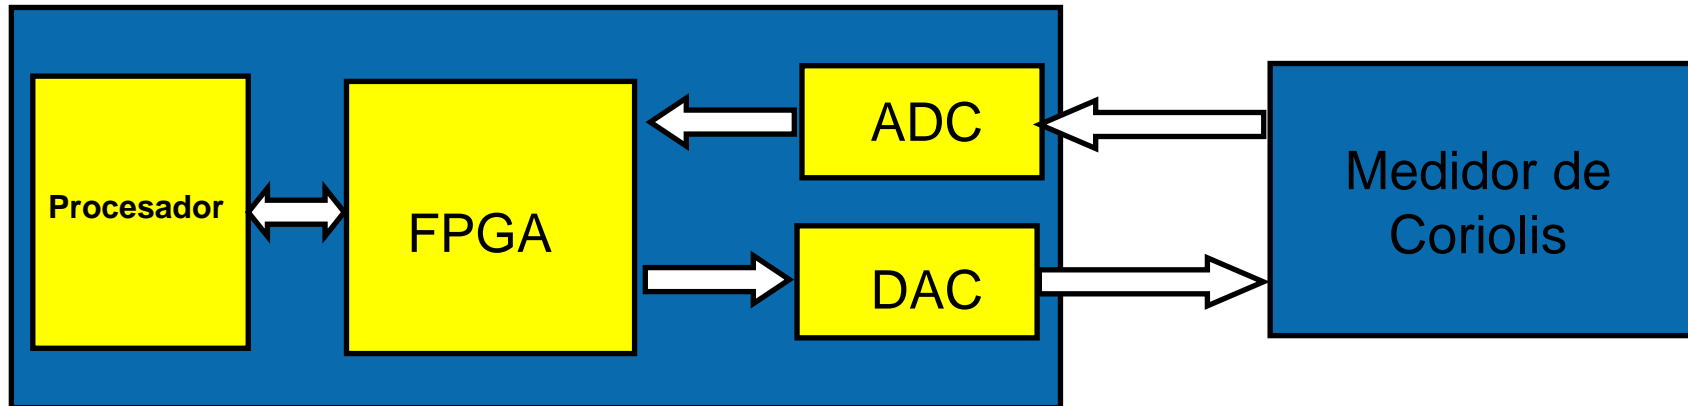 Procesador
FPGA
ADC
DAC
Medidor de
Coriolis